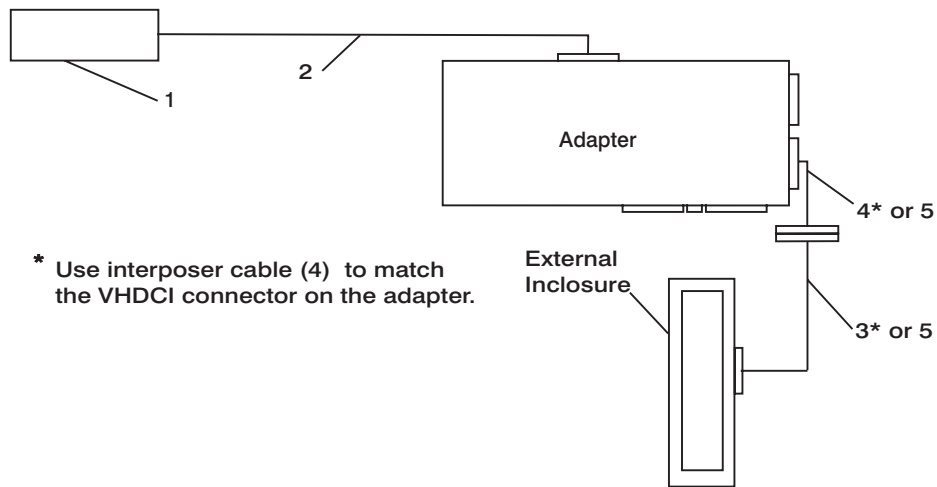 2
1
Adapter
4* or 5
* Use interposer cable (4) to match
the VHDCI connector on the adapter.
External
Inclosure
3* or 5